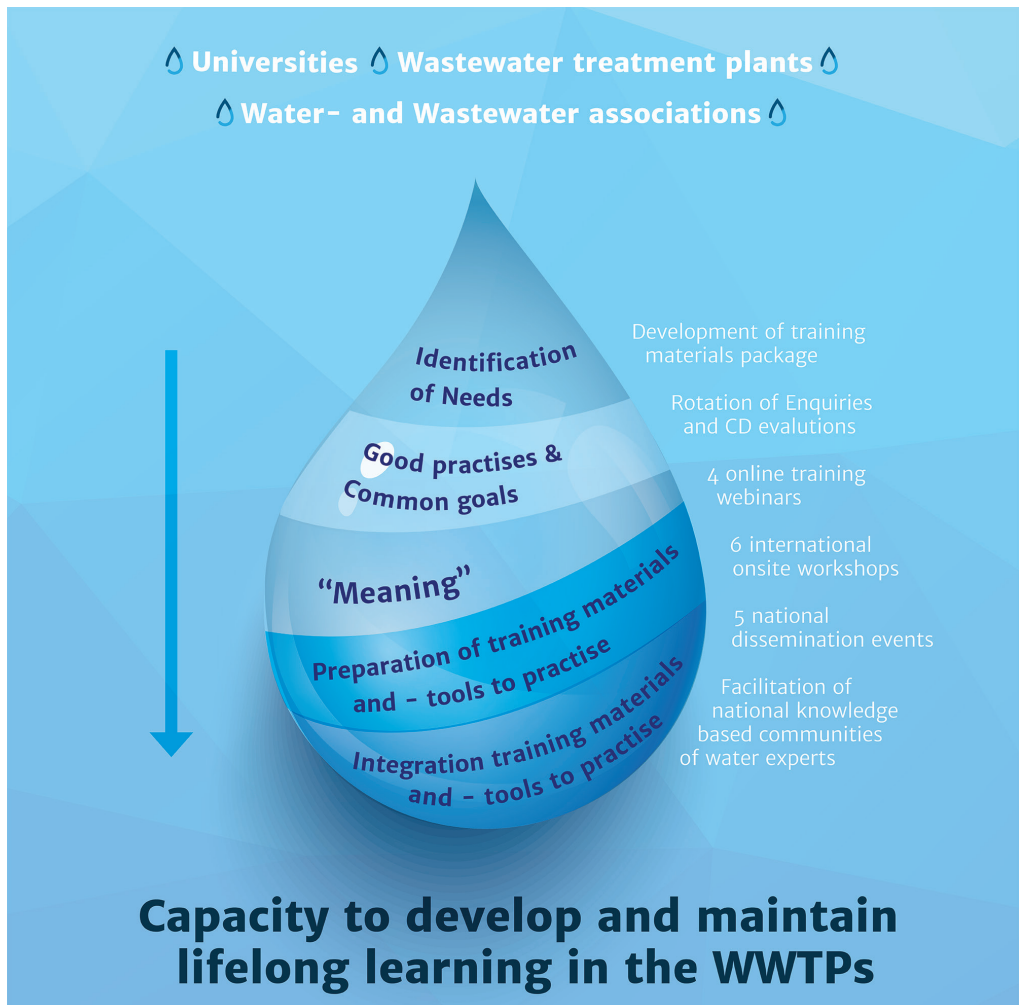 Universities Wastewater treatment plants
Water- and Wastewater associations
Identification
of Needs
Good practises &
Common goals
“Meaning”
Preparation of training materials
and - tools to practise
Integration training materials
and - tools to practise
Development of training
materials package
Rotation of Enquiries
and CD evalutions
4 online training
webinars
6 international
onsite workshops
5 national
dissemination events
Facilitation of
national knowledge
based communities
of water experts
Capacity to develop and maintain
lifelong learning in the WWTPs